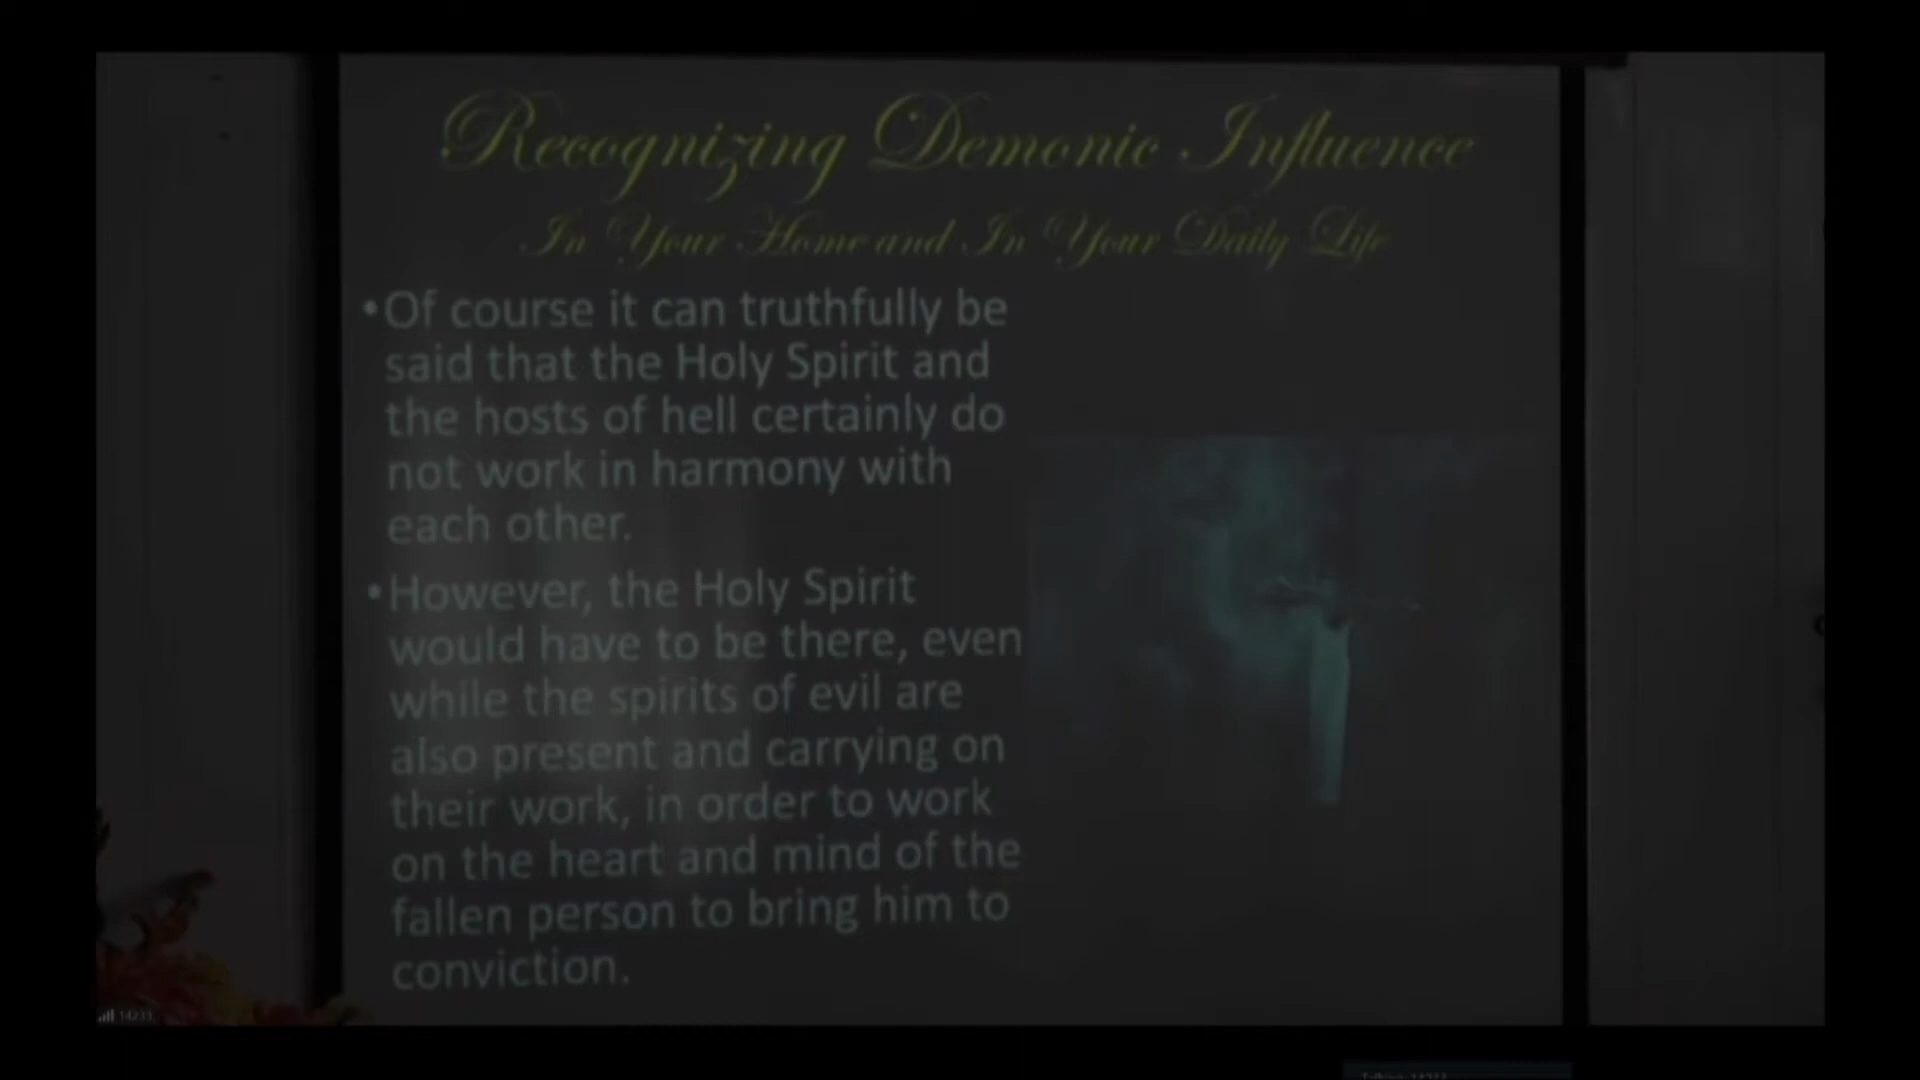 Recognizing Demonic Influence
In Your Home and In Your Daily Life
•Of course it can truthfully be
said that the Holy Spirit and
the hosts of hell certainly do
not work in harmony with
each other.
•However, the Holy Spirit
would have to be there, even
while the spirits of evil are
also present and carrying on
their work, in order to work
on the heart and mind of the
fallen person to bring him to
conviction.